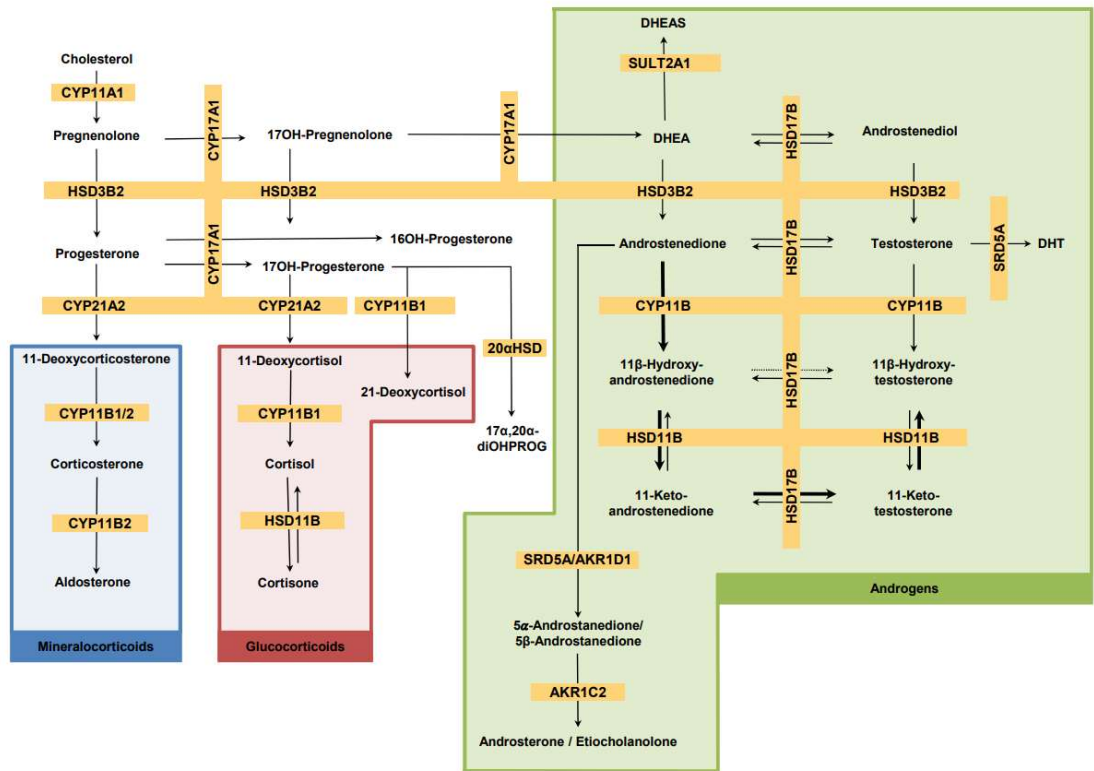 DHEAS
Cholesterol
SULT2A1
CYP11A1
CYP17A1
CYP17A1
HSD17B
Pregnenolone
17OH-Pregnenolone
DHEA
Androstenediol
HSD3B2
HSD3B2
HSD3B2
HSD3B2
CYP17A1
HSD17B
SRD5A
16OH-Progesterone
Progesterone
17OH-Progesterone
Androstenedione
Testosterone
DHT
CYP21A2
CYP21A2
CYP11B1
CYP11B
CYP11B
20αHSD
11-Deoxycorticosterone
11-Deoxycortisol
21-Deoxycortisol
11β-Hydroxy-
androstenedione
HSD17B
11β-Hydroxy-
testosterone
CYP11B1/2
CYP11B1
17α,20α-
diOHPROG
HSD11B
HSD11B
Corticosterone
Cortisol
11-Keto-
androstenedione
HSD17B
11-Keto-
testosterone
CYP11B2
HSD11B
SRD5A/AKR1D1
Aldosterone
Cortisone
Androgens
5α-Androstanedione/
5β-Androstanedione
Mineralocorticoids
Glucocorticoids
AKR1C2
Androsterone / Etiocholanolone